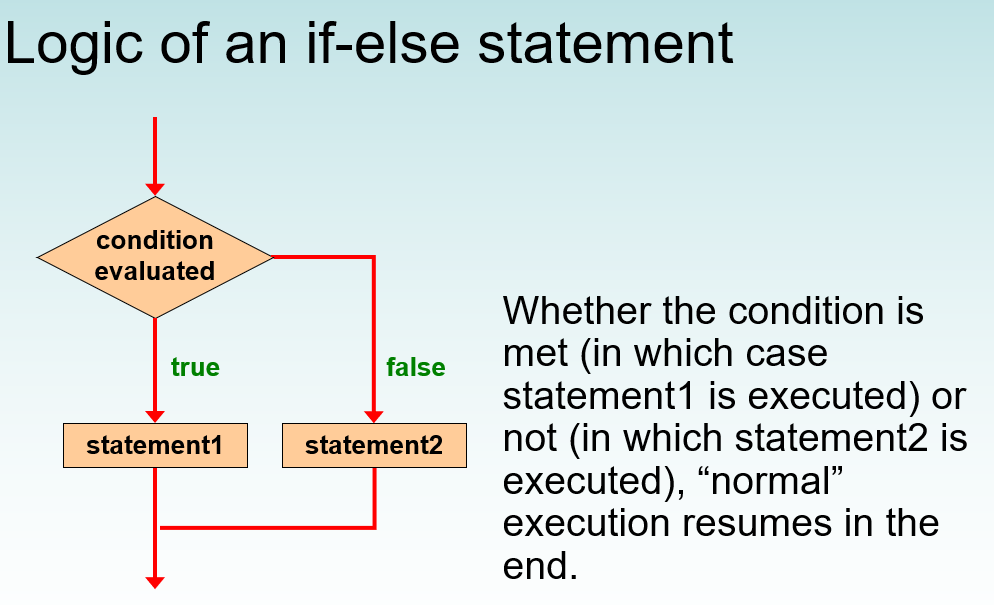 Logic of an if-else statement
condition
evaluated
true
false
statement1
statement2
Whether the condition is
met (in which case
statement1 is executed) or
not (in which statement2 is
executed), “normal”
execution resumes in the
end.